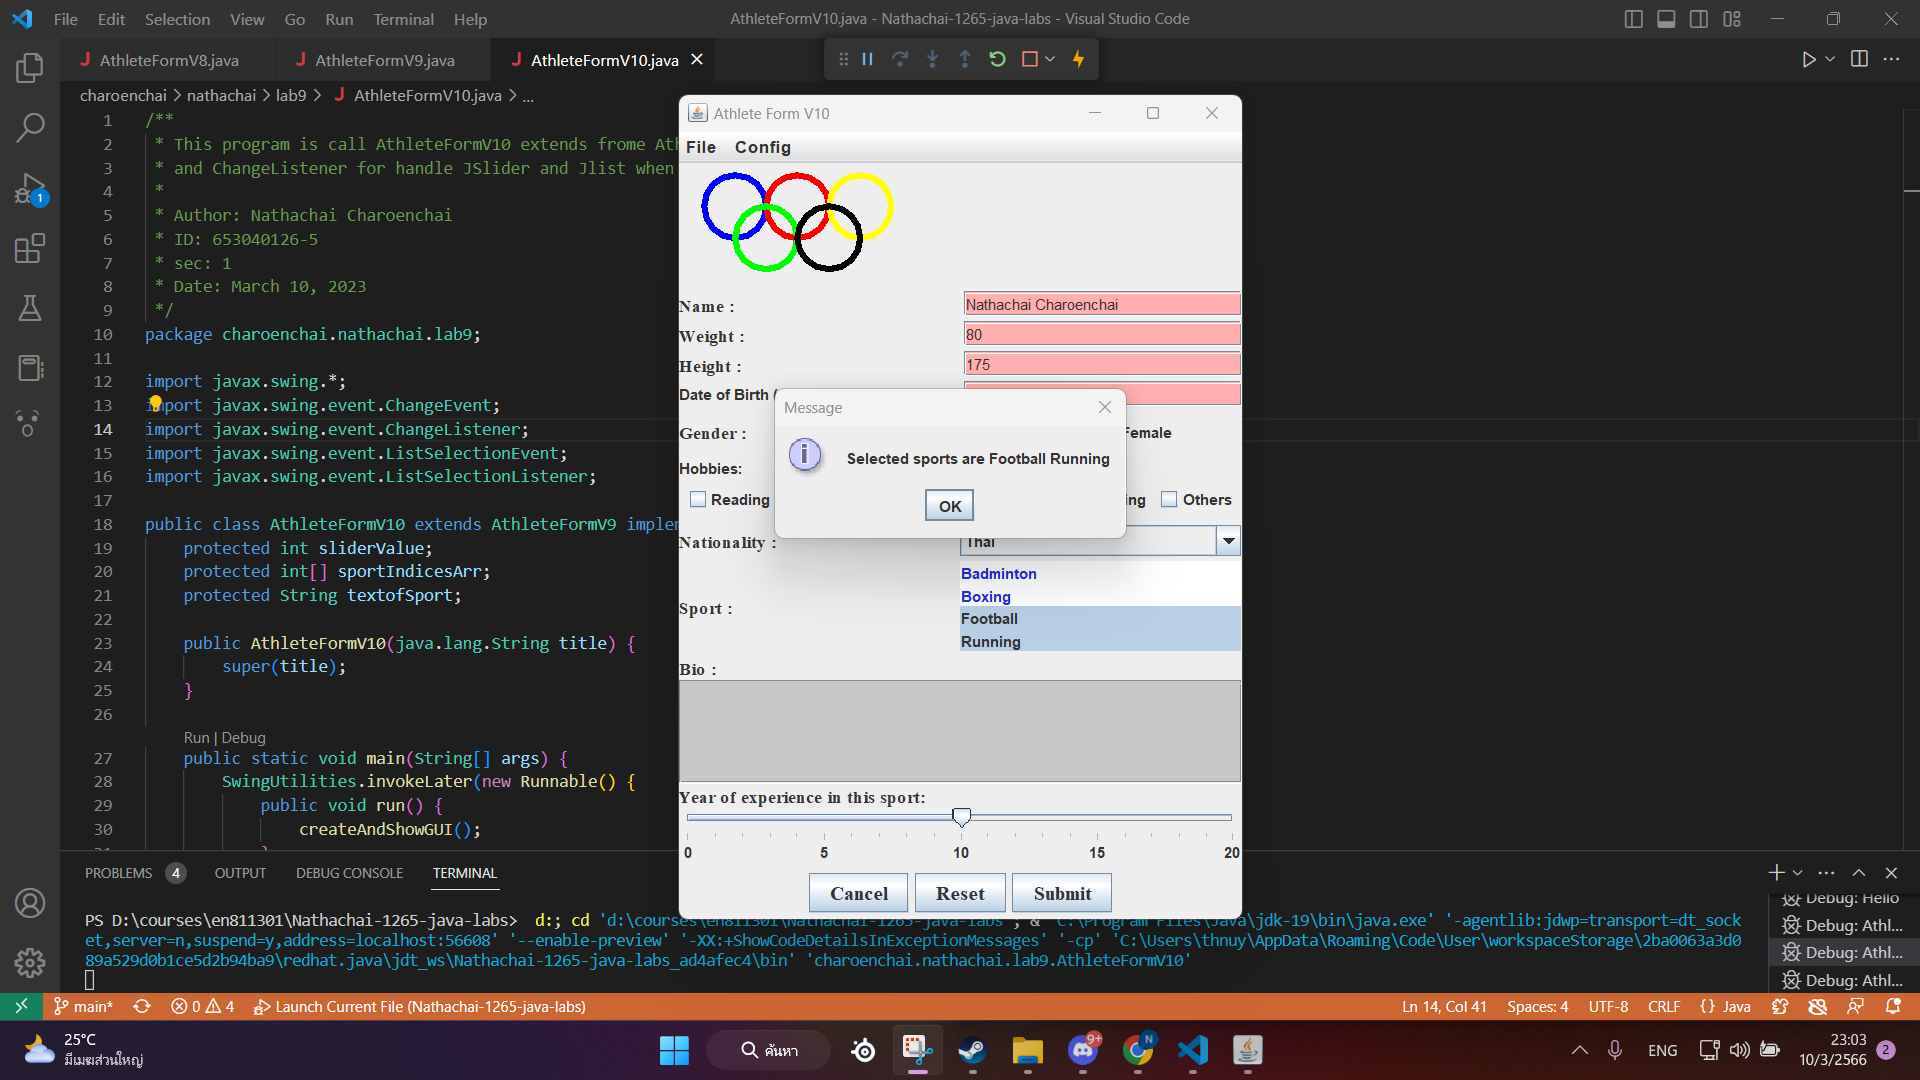 File Edit Selection View Go Run Terminal Help
AthleteFormV10.java - Nathachai-1265-java-labs - Visual Studio Code
AthleteFormV8.java
AthleteFormV9.java
AthleteFormV10.java
charoenchai > nathachai > lab9 > AthleteFormV10.java > ...
1 /**
2 * This program is call AthleteFormV10 extends frome Ath
3 * and ChangeListener for handle JSlider and Jlist when
4 *
5 * Author: Nathachai Charoenchai
6 * ID: 653040126-5
7 * sec: 1
8 * Date: March 10, 2023
9 */
10 package charoenchai.nathachai.lab9;
11
12 import javax.swing.*;
13 import javax.swing.event.ChangeEvent;
14 import javax.swing.event.ChangeListener;
15 import javax.swing.event.ListSelectionEvent;
16 import javax.swing.event.ListSelectionListener;
17
18 public class AthleteFormV10 extends AthleteFormV9 implem
19 protected int sliderValue;
20 protected int[] sportIndicesArr;
21 protected String textofSport;
22
23 public AthleteFormV10(java.lang.String title) {
24 super(title);
25 }
26
Run | Debug
27 public static void main(String[] args) {
28 SwingUtilities.invokeLater(new Runnable() {
29 public void run() {
30 createAndShowGUI();
Athlete Form V10
File Config
Name : Nathachai Charoenchai
Weight : 80
Height : 175
Date of Birth (
Gender : Female
Hobbies:
Reading ing Others
Nationality : Thai
Sport :
Badminton
Boxing
Football
Running
Bio :
Year of experience in this sport:
0 5 10 15 20
Cancel Reset Submit
Message
Selected sports are Football Running
OK
PROBLEMS 4 OUTPUT DEBUG CONSOLE TERMINAL
PS D:\courses\en811301\Nathachai-1265-java-labs> d:; cd 'd:\courses\en811301\Nathachai-1265-java-labs'; & 'C:\Program Files\Java\jdk-19\bin\java.exe' '-agentlib:jdwp=transport=dt_sock
et,server=n,suspend=y,address=localhost:56608' '--enable-preview' '-XX:+ShowCodeDetailsInExceptionMessages' '-cp' 'C:\Users\thnuy\AppData\Roaming\Code\User\workspaceStorage\2ba0063a3d0
89a529d0b1ce5d2b94ba9\redhat.java\jdt_ws\Nathachai-1265-java-labs_ad4afec4\bin' 'charoenchai.nathachai.lab9.AthleteFormV10'
Debug: Hello
Debug: Athl...
Debug: Athl...
Debug: Athl...
main* 0 4 Launch Current File (Nathachai-1265-java-labs)
Ln 14, Col 41 Spaces: 4 UTF-8 CRLF {} Java
25°C
มีเมฆส่วนใหญ่
ค้นหา
9+
N
ENG
23:03
10/3/2566
2
1